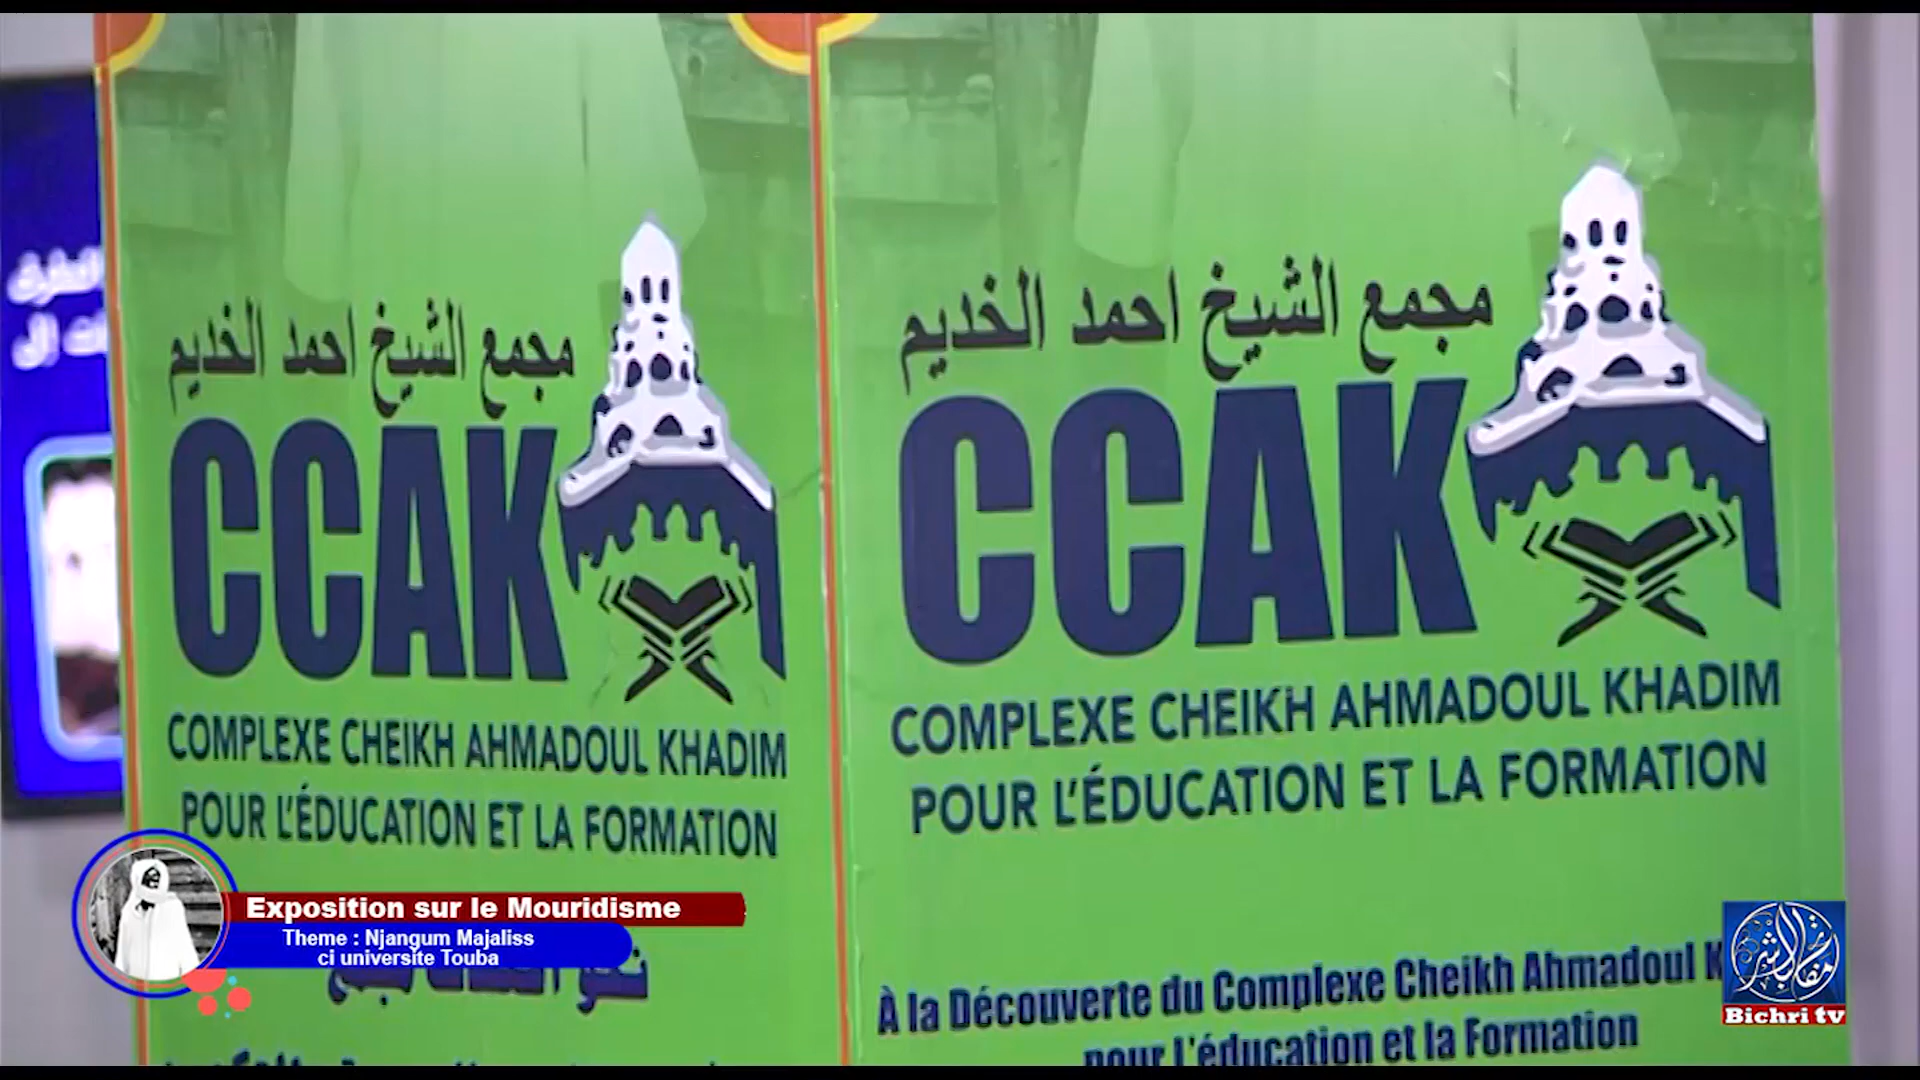 مجمع الشيخ احمد الخديم
CCAK
COMPLEXE CHEIKH AHMADOUL KHADIM
POUR L'ÉDUCATION ET LA FORMATION
مجمع الشيخ احمد الخديم
CCAK
COMPLEXE CHEIKH AHMADOUL KHADIM
POUR L'ÉDUCATION ET LA FORMATION
À la Découverte du Complexe Cheikh Ahmadoul
pour l'éducation et la Formation
Exposition sur le Mouridisme
Theme : Njangum Majaliss
ci universite Touba
Bichri tv